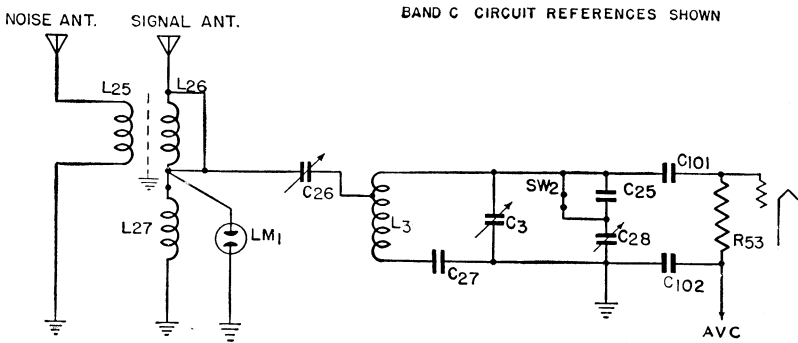 BAND C CIRCUIT REFERENCES SHOWN
NOISE ANT.
SIGNAL ANT.
L25
L26
C26
L27
LM1
L3
C27
C3
SW2
C25
C28
C101
R53
C102
AVC